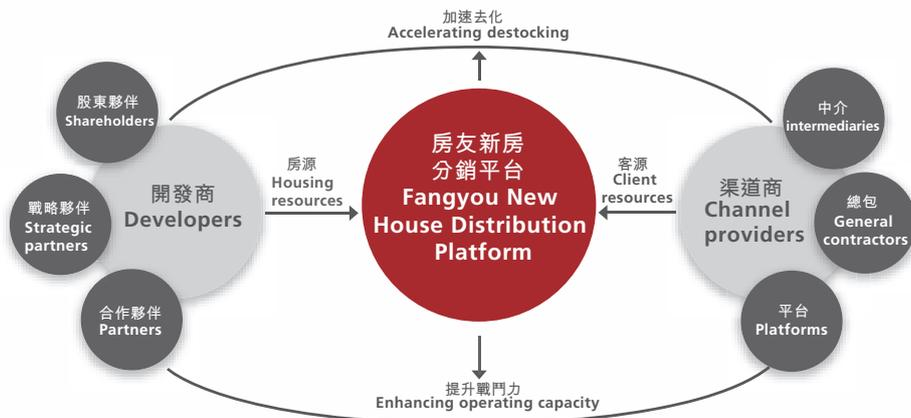 加速去化
Accelerating destocking
股東夥伴
Shareholders
戰略夥伴
Strategic
partners
合作夥伴
Partners
開發商
Developers
房源
Housing
resources
房友新房
分銷平台
Fangyou New
House Distribution
Platform
客源
Client
resources
渠道商
Channel
providers
中介
intermediaries
總包
General
contractors
平台
Platforms
提升戰鬥力
Enhancing operating capacity